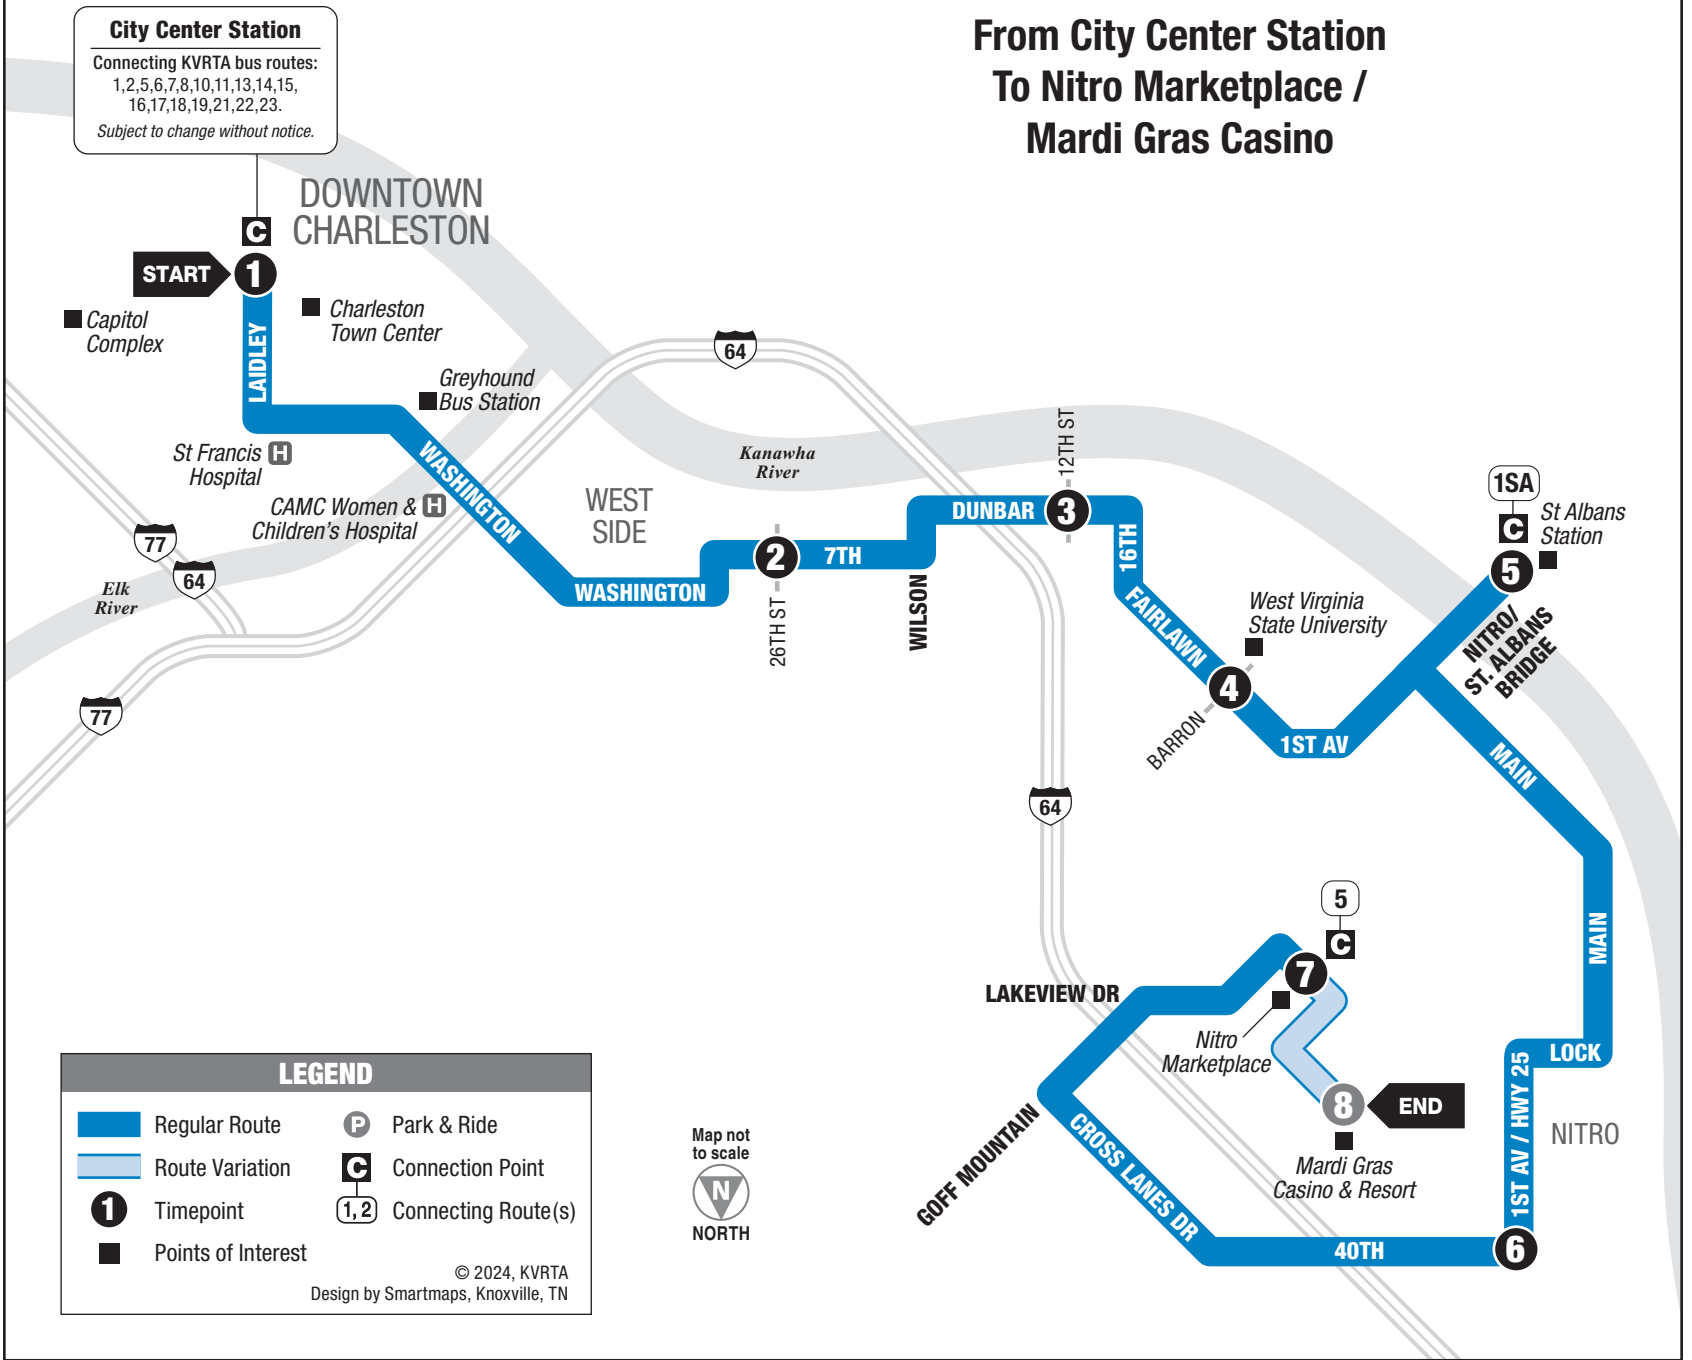 From City Center Station
To Nitro Marketplace /
Mardi Gras Casino
City Center Station
Connecting KVRTA bus routes:
1,2,5,6,7,8,10,11,13,14,15,
16,17,18,19,21,22,23.
Subject to change without notice.
C
DOWNTOWN
CHARLESTON
START
1
Capitol
Complex
Charleston
Town Center
LAIDLEY
Greyhound
Bus Station
64
St Francis
Hospital
H
CAMC Women &
Children's Hospital
H
WASHINGTON
WEST
SIDE
Kanawha
River
77
64
Elk
River
77
WASHINGTON
2
7TH
26TH ST
WILSON
DUNBAR
3
12TH ST
16TH
FAIRLAWN
West Virginia
State University
4
BARRON
1ST AV
1SA
C
St Albans
Station
5
NITRO/
ST. ALBANS
BRIDGE
MAIN
64
MAIN
5
C
7
LAKEVIEW DR
Nitro
Marketplace
LOCK
8
END
Mardi Gras
Casino & Resort
1ST AV / HWY 25
NITRO
GOFF MOUNTAIN
CROSS LANES DR
40TH
6
Map not
to scale
N
NORTH
LEGEND
Regular Route
P
Park & Ride
Route Variation
C
Connection Point
1
Timepoint
1, 2
Connecting Route(s)
Points of Interest
© 2024, KVRTA
Design by Smartmaps, Knoxville, TN